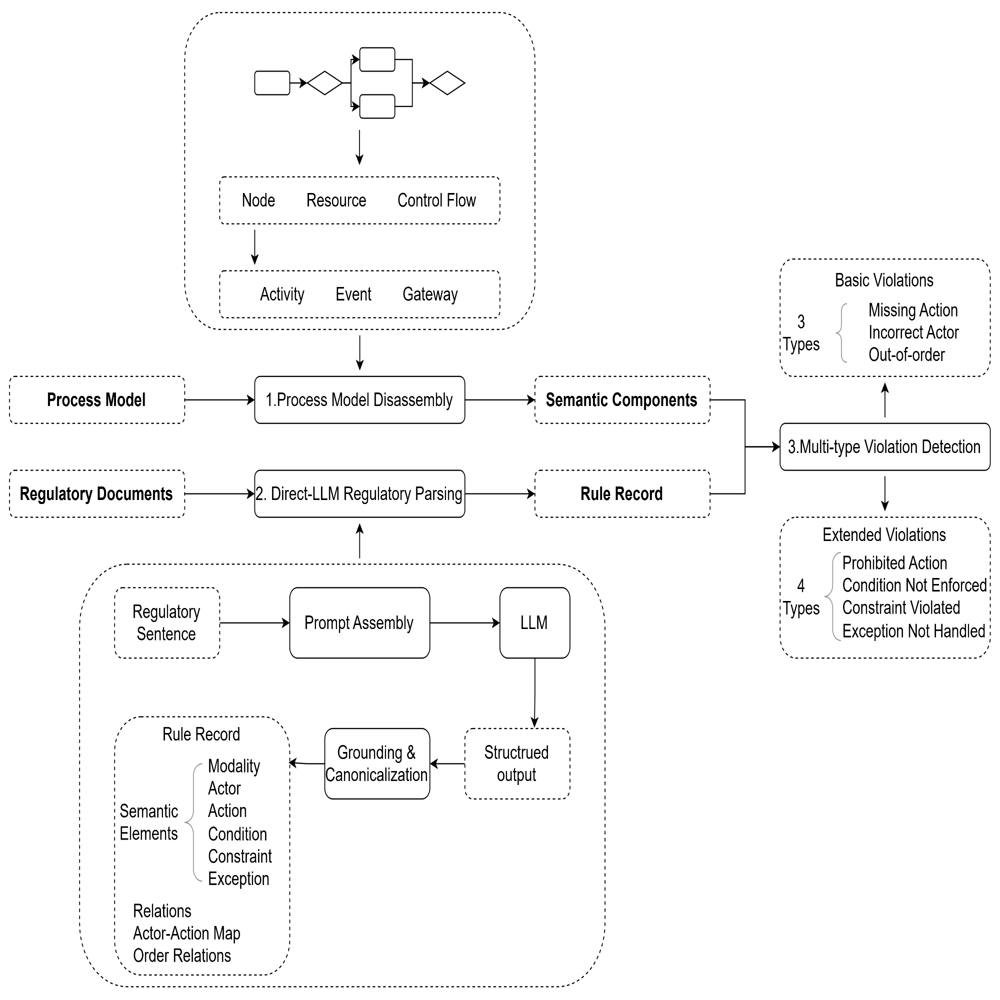 Node Resource Control Flow
Activity Event Gateway
Process Model
1.Process Model Disassembly
Semantic Components
Regulatory Documents
2. Direct-LLM Regulatory Parsing
Rule Record
3.Multi-type Violation Detection
Basic Violations
3
Types
Missing Action
Incorrect Actor
Out-of-order
Extended Violations
4
Types
Prohibited Action
Condition Not Enforced
Constraint Violated
Exception Not Handled
Regulatory
Sentence
Prompt Assembly
LLM
Structrued
output
Grounding &
Canonicalization
Rule Record
Semantic
Elements
Modality
Actor
Action
Condition
Constraint
Exception
Relations
Actor-Action Map
Order Relations